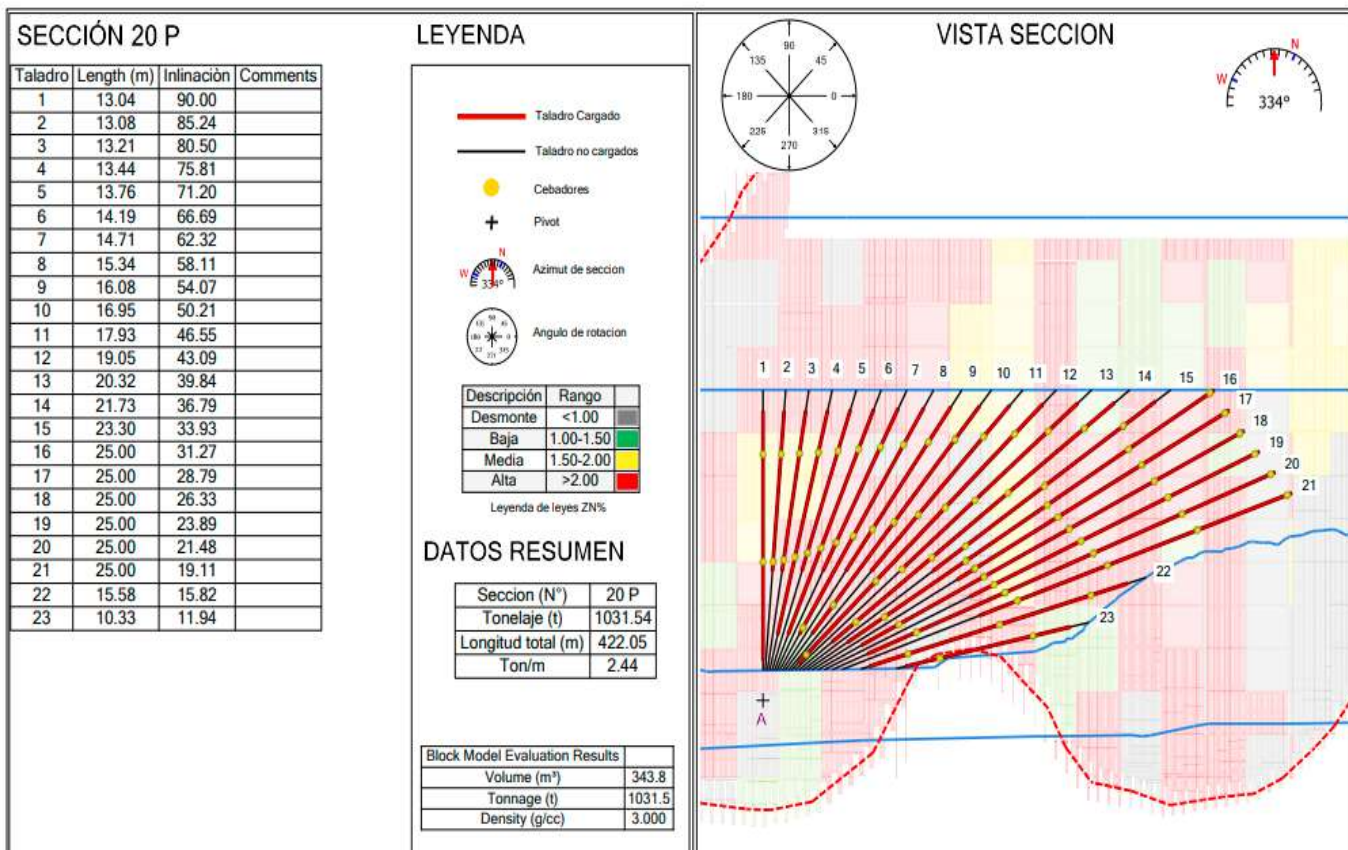 SECCIÓN 20 P
Taladro Length (m) Inlinaciòn Comments
1 13.04 90.00
2 13.08 85.24
3 13.21 80.50
4 13.44 75.81
5 13.76 71.20
6 14.19 66.69
7 14.71 62.32
8 15.34 58.11
9 16.08 54.07
10 16.95 50.21
11 17.93 46.55
12 19.05 43.09
13 20.32 39.84
14 21.73 36.79
15 23.30 33.93
16 25.00 31.27
17 25.00 28.79
18 25.00 26.33
19 25.00 23.89
20 25.00 21.48
21 25.00 19.11
22 15.58 15.82
23 10.33 11.94
LEYENDA
Taladro Cargado
Taladro no cargados
Cebadores
Pivot
W N
334º
Azimut de seccion
90
45
0
180
Angulo de rotacion
Descripción Rango
Desmonte <1.00
Baja 1.00-1.50
Media 1.50-2.00
Alta >2.00
Leyenda de leyes ZN%
DATOS RESUMEN
Seccion (N°) 20 P
Tonelaje (t) 1031.54
Longitud total (m) 422.05
Ton/m 2.44
Block Model Evaluation Results
Volume (m³) 343.8
Tonnage (t) 1031.5
Density (g/cc) 3.000
VISTA SECCION
90
135 45
180 0
225 315
270
W N
334º
1 2 3 4 5 6 7 8 9 10 11 12 13 14 15 16
17
18
19
20
21
22
23
A